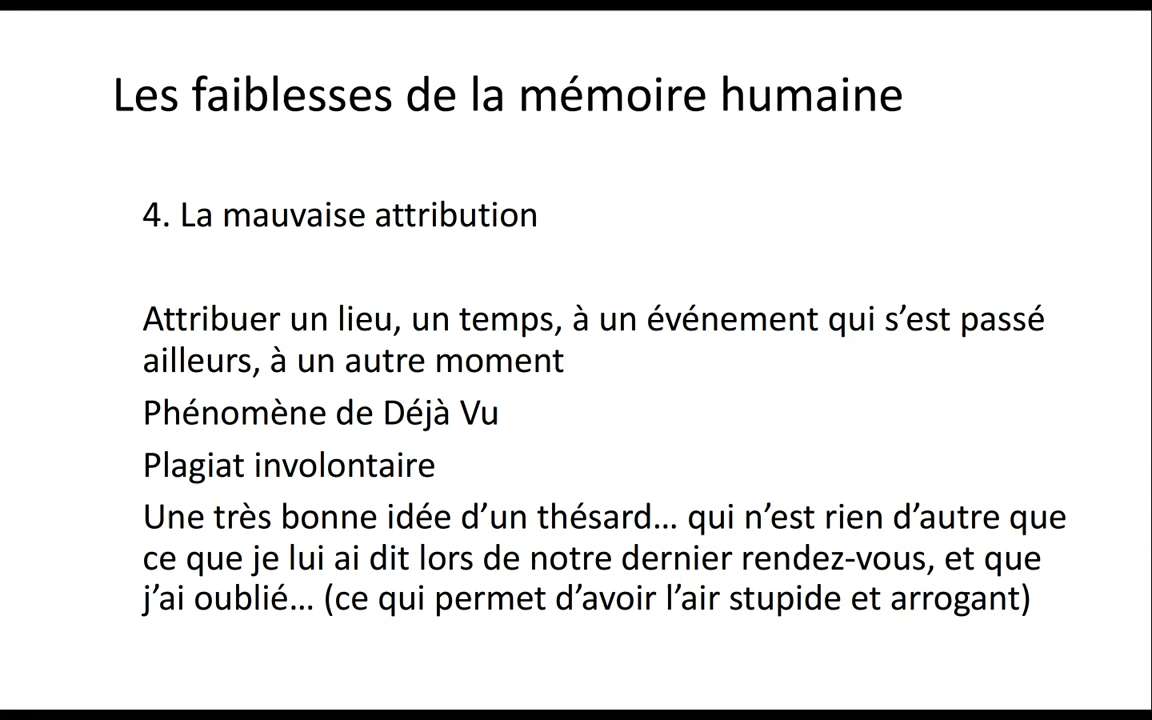 Les faiblesses de la mémoire humaine
4. La mauvaise attribution
Attribuer un lieu, un temps, à un événement qui s’est passé
ailleurs, à un autre moment
Phénomène de Déjà Vu
Plagiat involontaire
Une très bonne idée d’un thésard… qui n’est rien d’autre que
ce que je lui ai dit lors de notre dernier rendez-vous, et que
j’ai oublié… (ce qui permet d’avoir l’air stupide et arrogant)